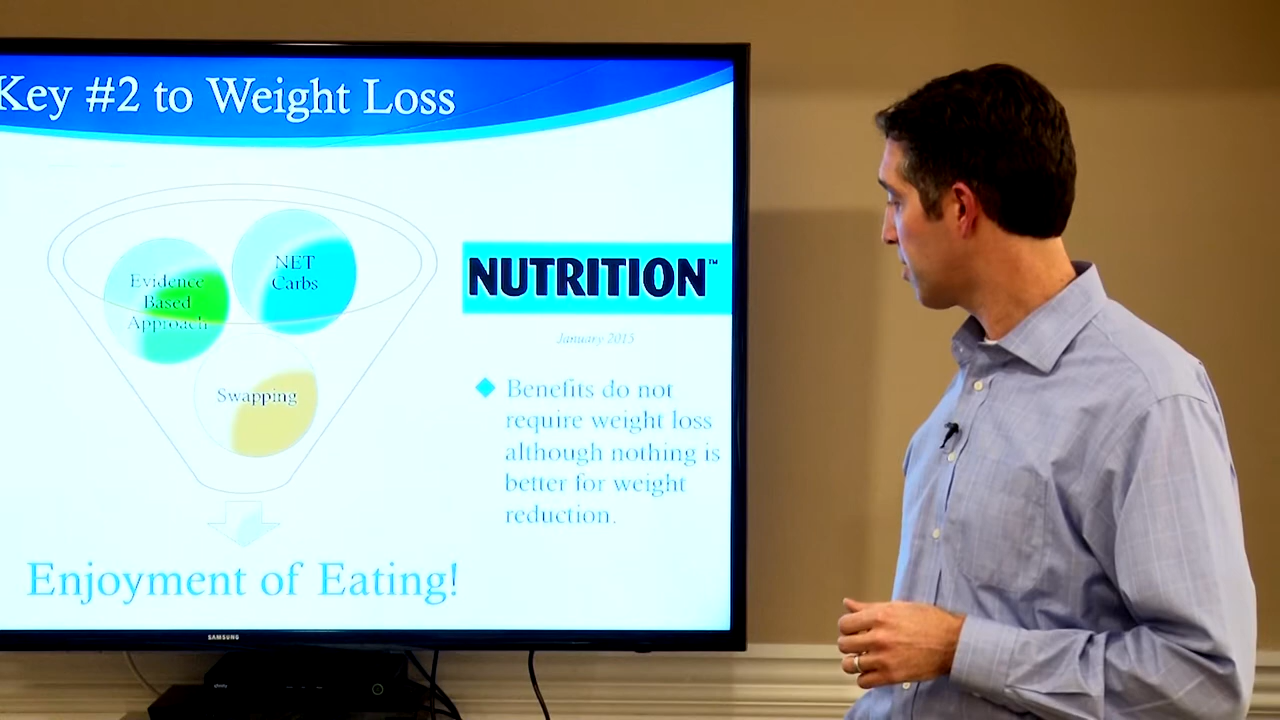 Key #2 to Weight Loss
Evidence
Based
Approach
NET
Carbs
Swapping
Enjoyment of Eating!
NUTRITION™
January 2015
Benefits do not
require weight loss
although nothing is
better for weight
reduction.
SAMSUNG
xfinity